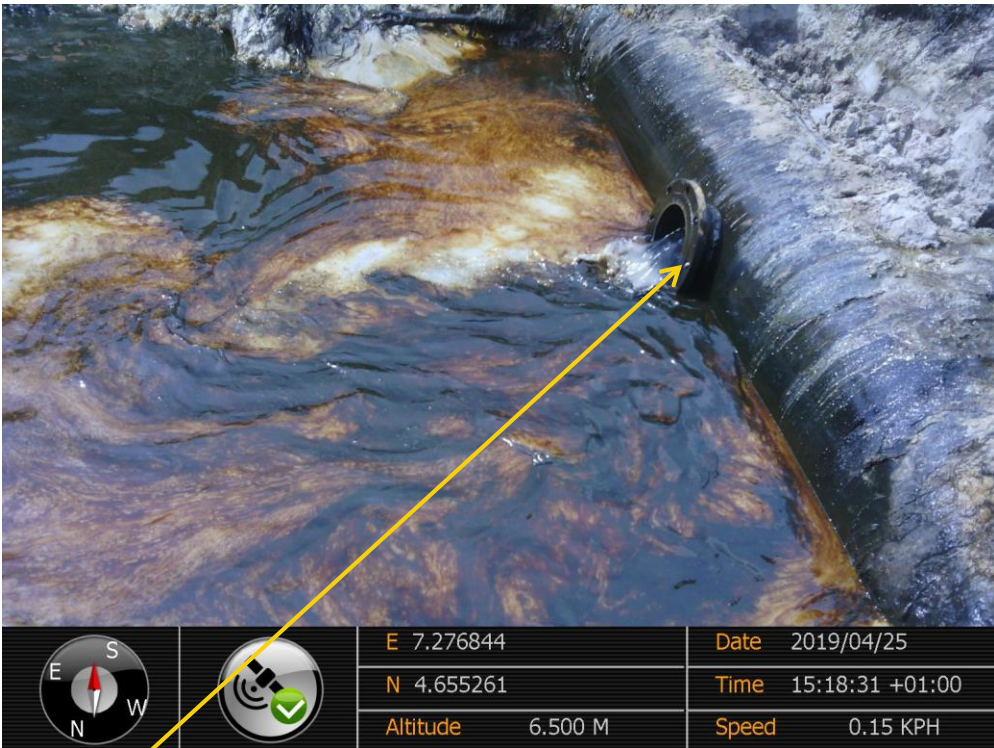 E 7.276844
N 4.655261
Altitude 6.500 M
Date 2019/04/25
Time 15:18:31 +01:00
Speed 0.15 KPH
S
E
W
N